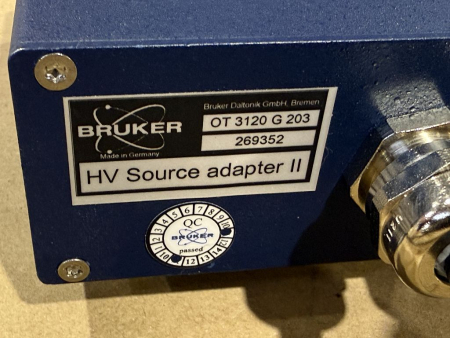 BRUKER
Made in Germany
Bruker Daltonik GmbH, Bremen
OT 3120 G 203
269352
HV Source adapter II
QC
BRUKER
passed